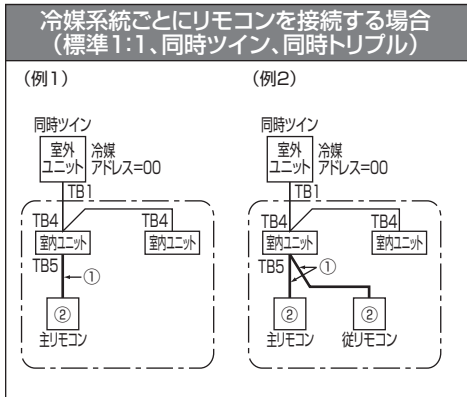 冷媒系統ごとにリモコンを接続する場合
(標準1:1、同時ツイン、同時トリプル)
(例1)
同時ツイン
室外
ユニット
冷媒
アドレス=00
TB1
TB4
TB4
室内ユニット
室内ユニット
TB5
①
②
主リモコン
(例2)
同時ツイン
室外
ユニット
冷媒
アドレス=00
TB1
TB4
TB4
室内ユニット
室内ユニット
TB5
①
②
②
主リモコン
従リモコン